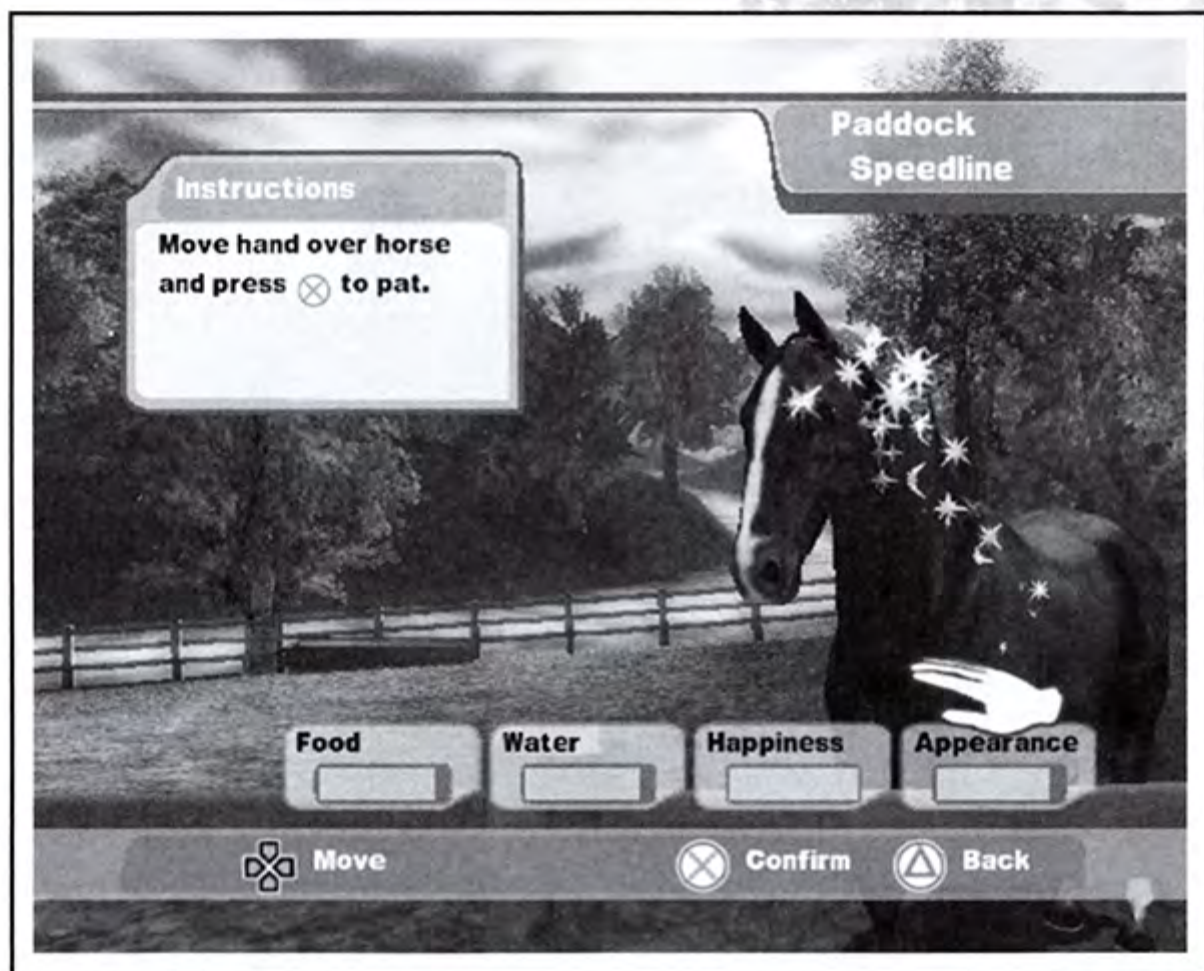 Paddock
Speedline
Instructions
Move hand over horse
and press Ⓧ to pat.
Food
Water
Happiness
Appearance
Move
Confirm
Back